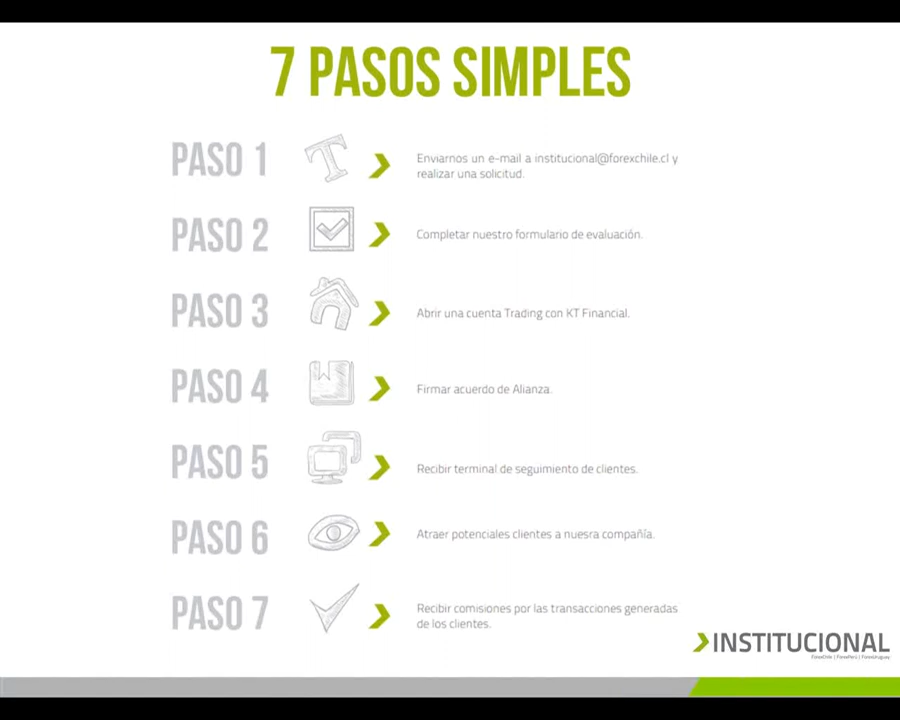 7 PASOS SIMPLES
PASO 1
Enviarnos un e-mail a institucional@forexchile.cl y
realizar una solicitud.
PASO 2
Completar nuestro formulario de evaluación.
PASO 3
Abrir una cuenta Trading con KT Financial.
PASO 4
Firmar acuerdo de Alianza.
PASO 5
Recibir terminal de seguimiento de clientes.
PASO 6
Atraer potenciales clientes a nuesra compañía.
PASO 7
Recibir comisiones por las transacciones generadas
de los clientes.
INSTITUCIONAL
ForexChile | ForexPerú | ForexUruguay